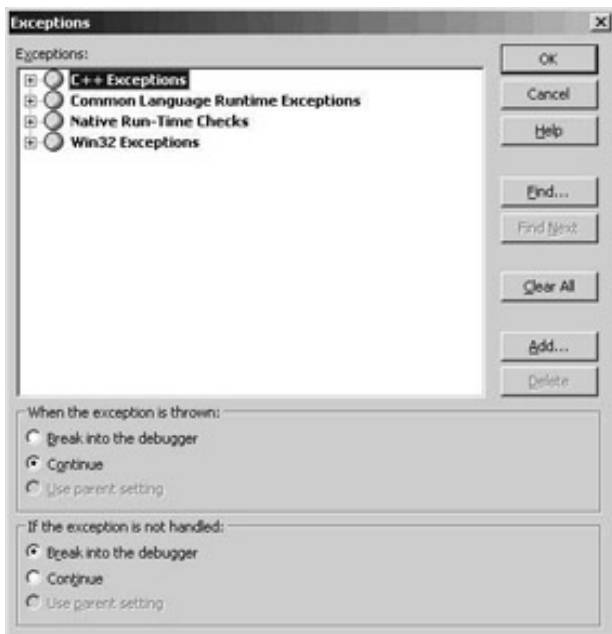 Exceptions
Exceptions:
C++ Exceptions
Common Language Runtime Exceptions
Native Run-Time Checks
Win32 Exceptions
OK
Cancel
Help
Find...
Find Next
Clear All
Add...
Delete
When the exception is thrown:
Break into the debugger
Continue
Use parent setting
If the exception is not handled:
Break into the debugger
Continue
Use parent setting